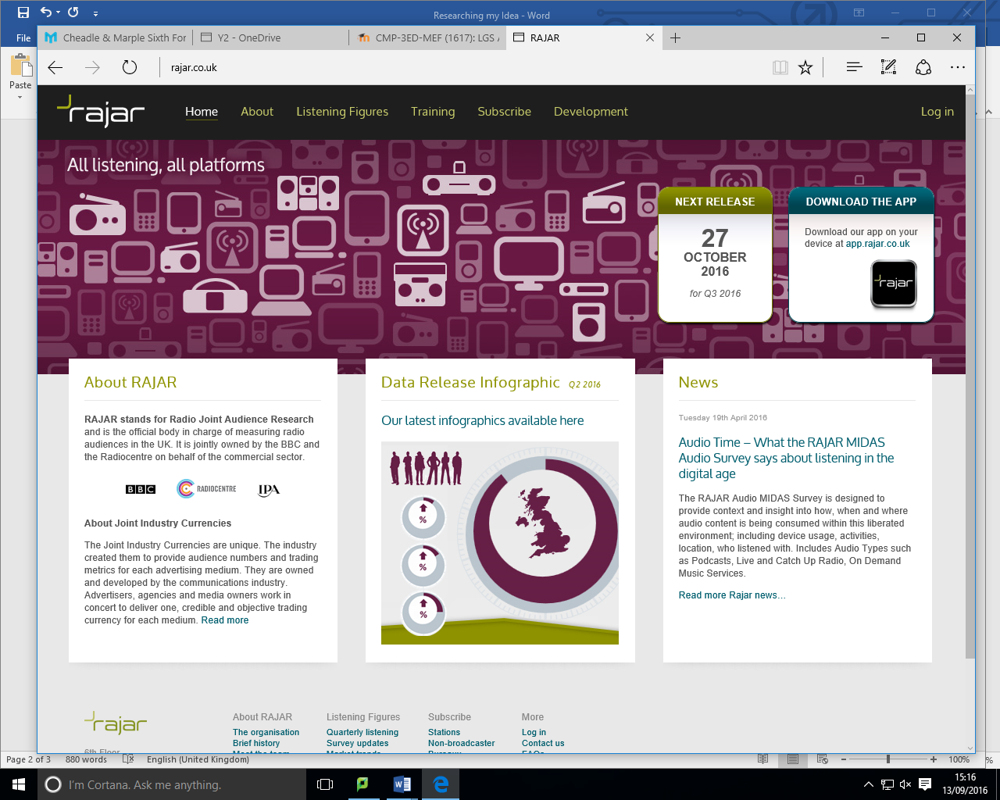 Researching my Idea - Word
File
Paste
Cheadle & Marple Sixth For
Y2 - OneDrive
CMP-3ED-MEF (1617): LGS
RAJAR
rajar.co.uk
rajar
Home
About
Listening Figures
Training
Subscribe
Development
Log in
All listening, all platforms
NEXT RELEASE
27
OCTOBER
2016
for Q3 2016
DOWNLOAD THE APP
Download our app on your
device at app.rajar.co.uk
rajar
About RAJAR
RAJAR stands for Radio Joint Audience Research
and is the official body in charge of measuring radio
audiences in the UK. It is jointly owned by the BBC and
the Radiocentre on behalf of the commercial sector.
BBC RADIOCENTRE IPA
About Joint Industry Currencies
The Joint Industry Currencies are unique. The industry
created them to provide audience numbers and trading
metrics for each advertising medium. They are owned
and developed by the communications industry.
Advertisers, agencies and media owners work in
concert to deliver one, credible and objective trading
currency for each medium. Read more
Data Release Infographic Q2 2016
Our latest infographics available here
%
%
%
News
Tuesday 19th April 2016
Audio Time – What the RAJAR MIDAS
Audio Survey says about listening in the
digital age
The RAJAR Audio MIDAS Survey is designed to
provide context and insight into how, when and where
audio content is being consumed within this liberated
environment; including device usage, activities,
location, who listened with. Includes Audio Types such
as Podcasts, Live and Catch Up Radio, On Demand
Music Services.
Read more Rajar news...
rajar
6th Floor
About RAJAR
The organisation
Brief history
Meet the team
Listening Figures
Quarterly listening
Survey updates
Market trends
Subscribe
Stations
Non-broadcaster
Bureaux
More
Log in
Contact us
FAQs
Page 2 of 3
880 words
English (United Kingdom)
100%
%
I'm Cortana. Ask me anything.
15:16
13/09/2016